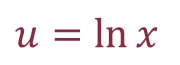 u = ln x